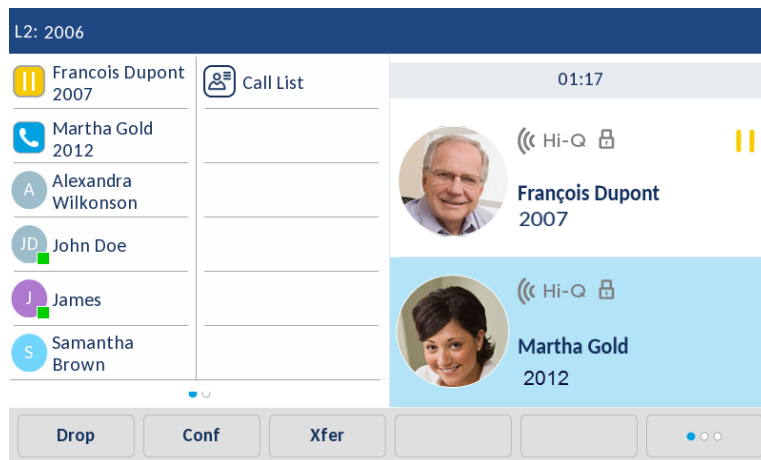 L2: 2006
Francois Dupont
2007
Martha Gold
2012
A
Alexandra
Wilkonson
JD
John Doe
J
James
S
Samantha
Brown
Call List
01:17
Hi-Q
François Dupont
2007
Hi-Q
Martha Gold
2012
Drop
Conf
Xfer